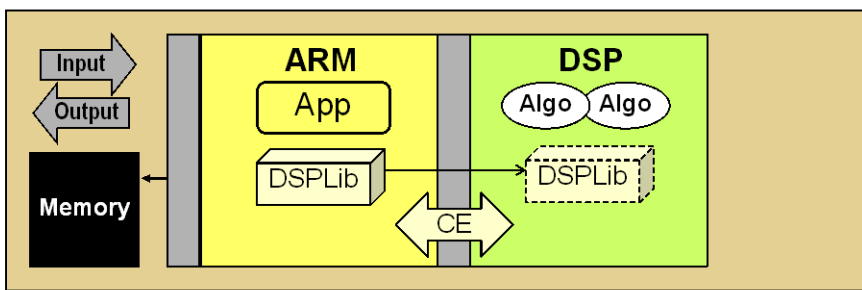 Input
Output
Memory
ARM
App
DSPLib
CE
DSP
Algo Algo
DSPLib